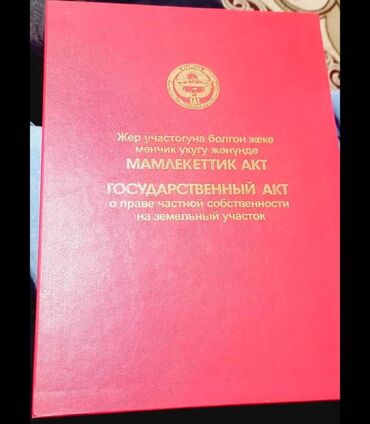 Жер участогуна болгон жеке
менчик укугу жөнүндө
МАМЛЕКЕТТИК АКТ
ГОСУДАРСТВЕННЫЙ АКТ
о праве частной собственности
на земельный участок